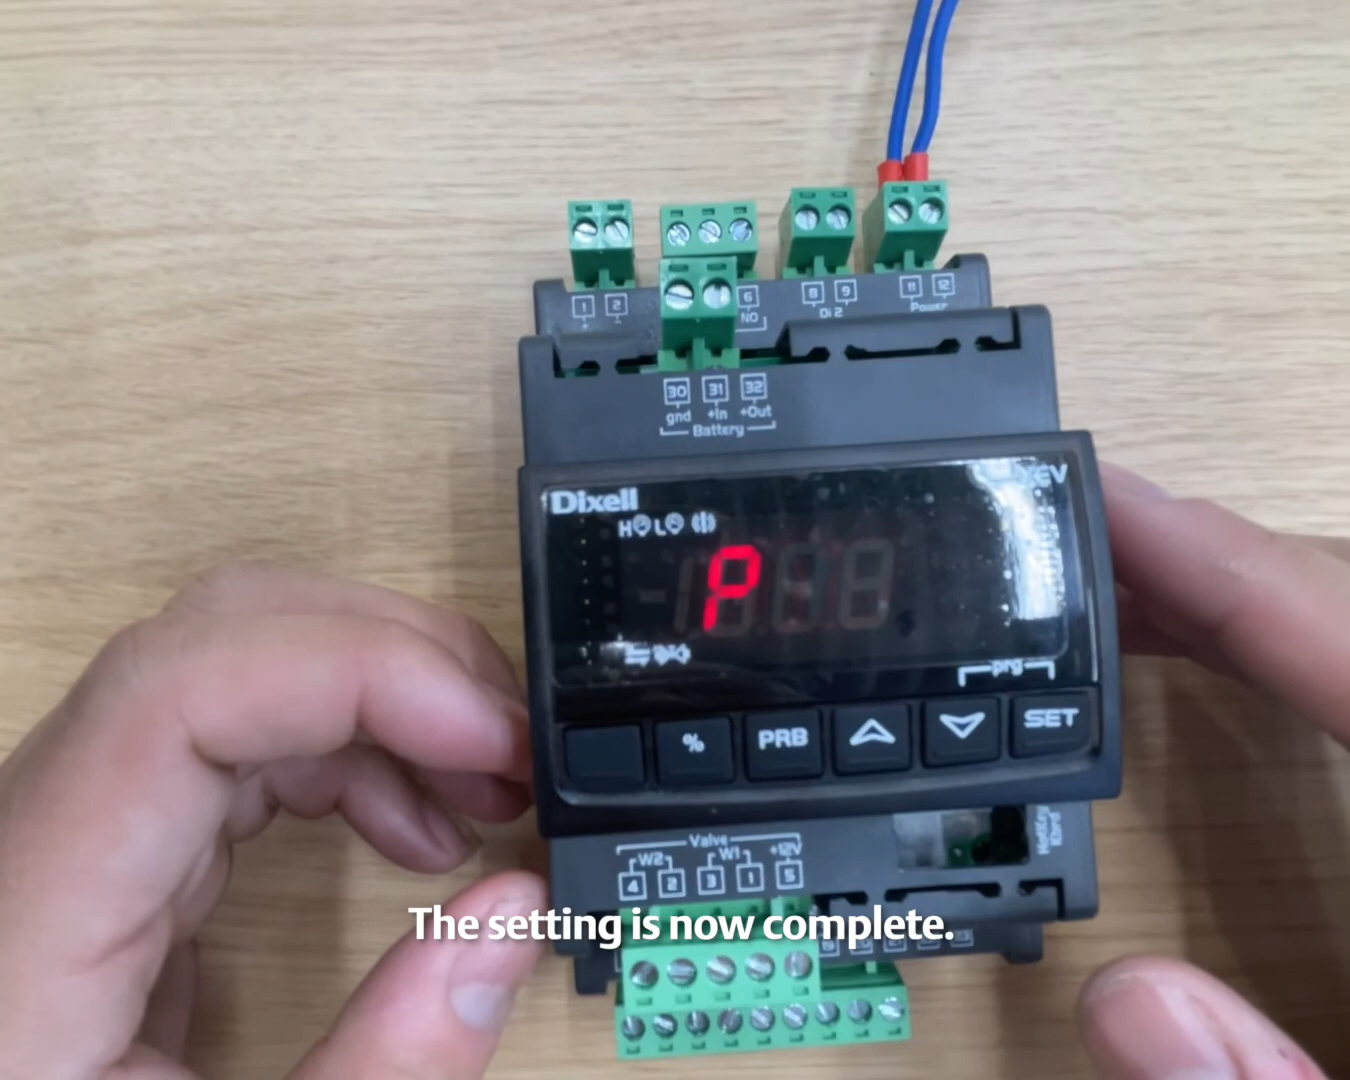 1 2 6 8 9 11 12
+ - NO Di 2 Power
30 31 32
gnd +In +Out
Battery
Dixell XEV
H L
P
prg
% PRB SET
Valve
W2 W1 +12V
4 2 3 1 5
HotKey
The setting is now complete.